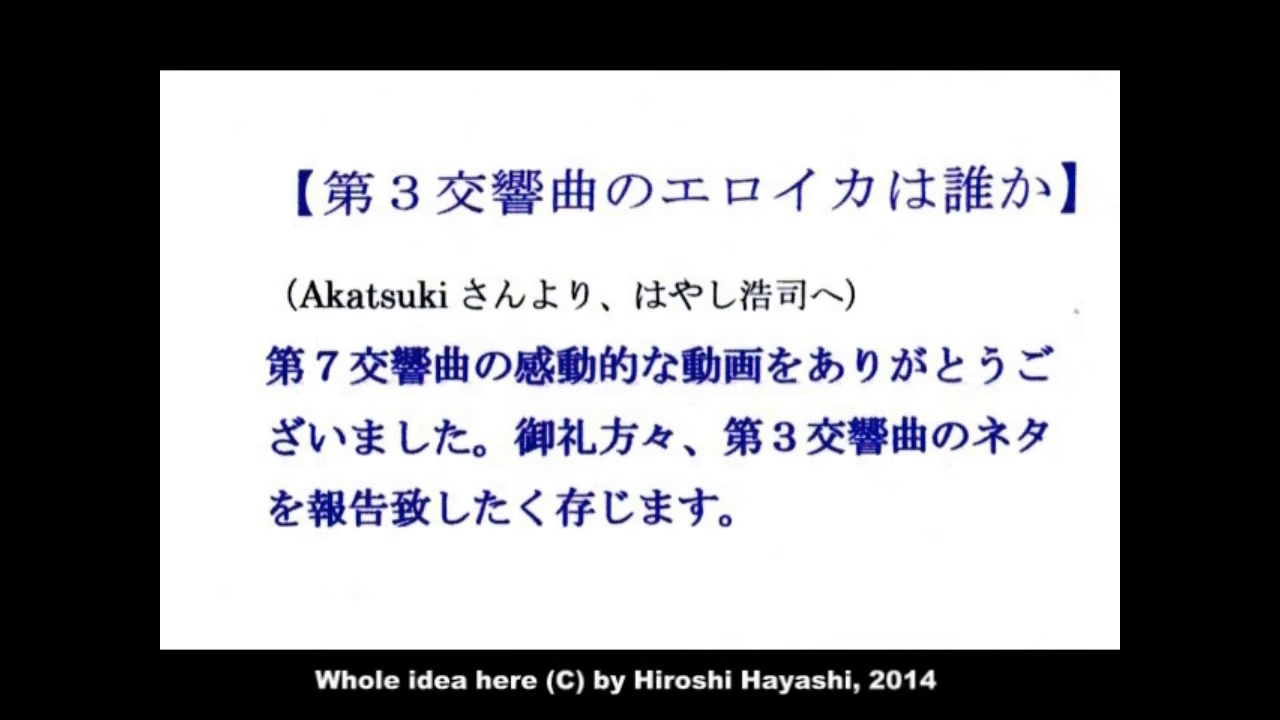 【第3交響曲のエロイカは誰か】
（Akatsuki さんより、はやし浩司へ）
第7交響曲の感動的な動画をありがとうご
ざいました。御礼方々、第3交響曲のネタ
を報告致したく存じます。
Whole idea here (C) by Hiroshi Hayashi, 2014